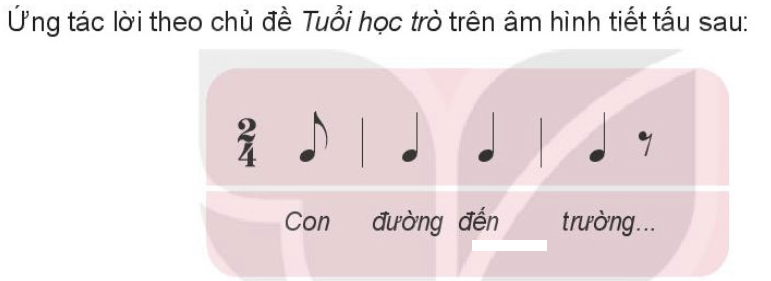 Ứng tác lời theo chủ đề Tuổi học trò trên âm hình tiết tấu sau:
2
4
Con đường đến trường...